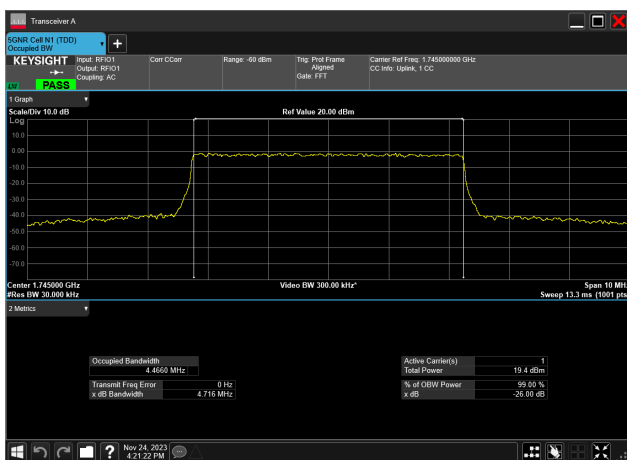 Transceiver A
5GNR Cell N1 (TDD)
Occupied BW
KEYSIGHT
LXI
PASS
Input: RFIO1
Output: RFIO1
Coupling: AC
Corr CCorr
Range: -60 dBm
Trig: Prot Frame
Aligned
Gate: FFT
Carrier Ref Freq: 1.745000000 GHz
CC Info: Uplink, 1 CC
1 Graph
Scale/Div 10.0 dB
Ref Value 20.00 dBm
Log
10.0
0.00
-10.0
-20.0
-30.0
-40.0
-50.0
-60.0
-70.0
Center 1.745000 GHz
Video BW 300.00 kHz*
Span 10 MH
#Res BW 30.000 kHz
Sweep 13.3 ms (1001 pts
2 Metrics
Occupied Bandwidth
4.4660 MHz
Transmit Freq Error 0 Hz
x dB Bandwidth 4.716 MHz
Active Carrier(s) 1
Total Power 19.4 dBm
% of OBW Power 99.00 %
x dB -26.00 dB
Nov 24, 2023
4:21:22 PM